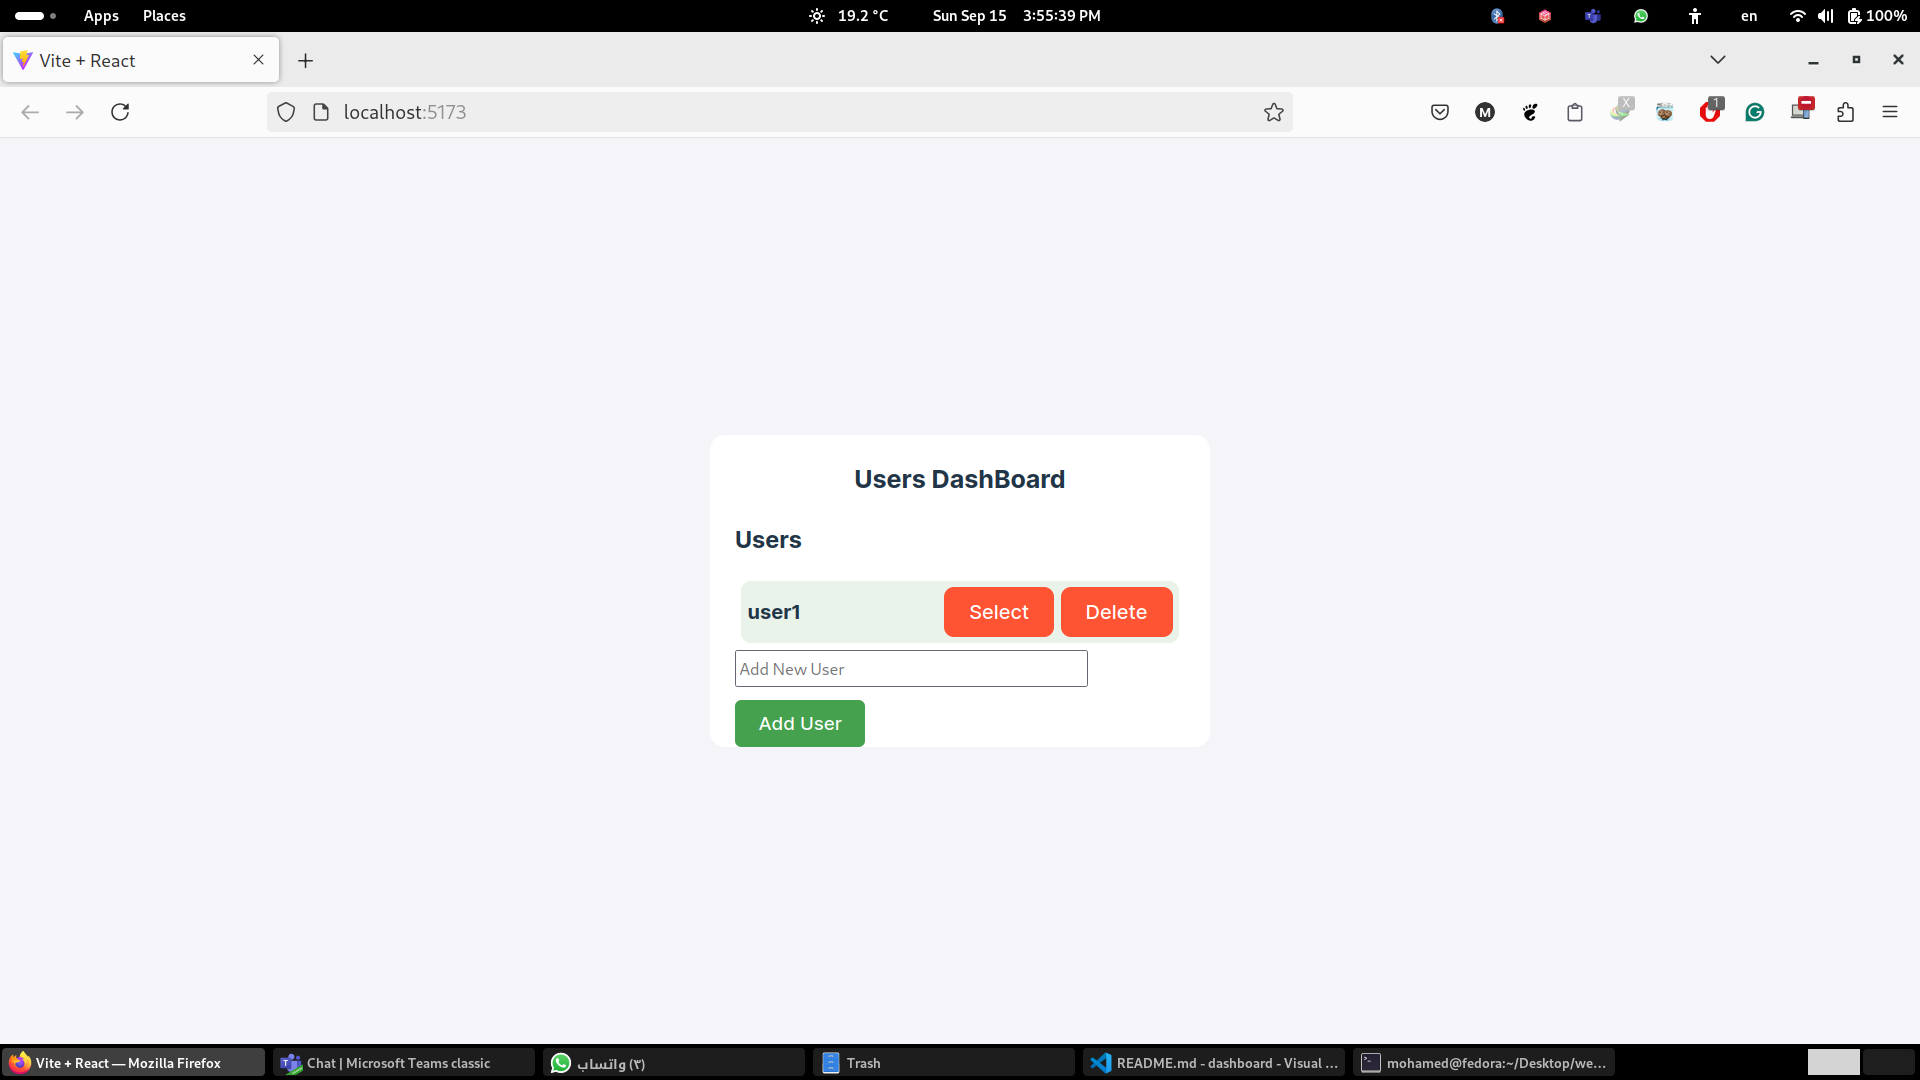 Apps Places 19.2 °C Sun Sep 15 3:55:39 PM en 100%
Vite + React
localhost:5173 M X 1
Users DashBoard
Users
user1 Select Delete
Add New User
Add User
Vite + React — Mozilla Firefox Chat | Microsoft Teams classic (٣) واتساب Trash README.md - dashboard - Visual ... mohamed@fedora:~/Desktop/we...